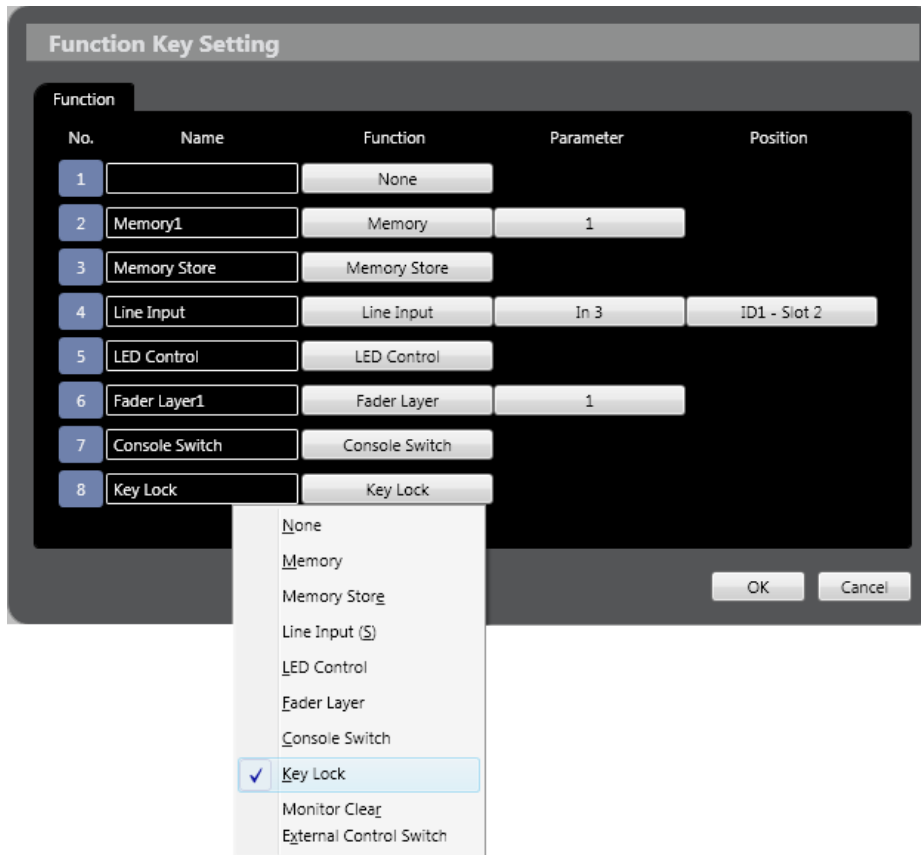 Function Key Setting
Function
No. Name Function Parameter Position
1 None
2 Memory1 Memory 1
3 Memory Store Memory Store
4 Line Input Line Input In 3 ID1 - Slot 2
5 LED Control LED Control
6 Fader Layer1 Fader Layer 1
7 Console Switch Console Switch
8 Key Lock Key Lock
None
Memory
Memory Store
OK Cancel
Line Input (S)
LED Control
Fader Layer
Console Switch
Key Lock
Monitor Clear
External Control Switch